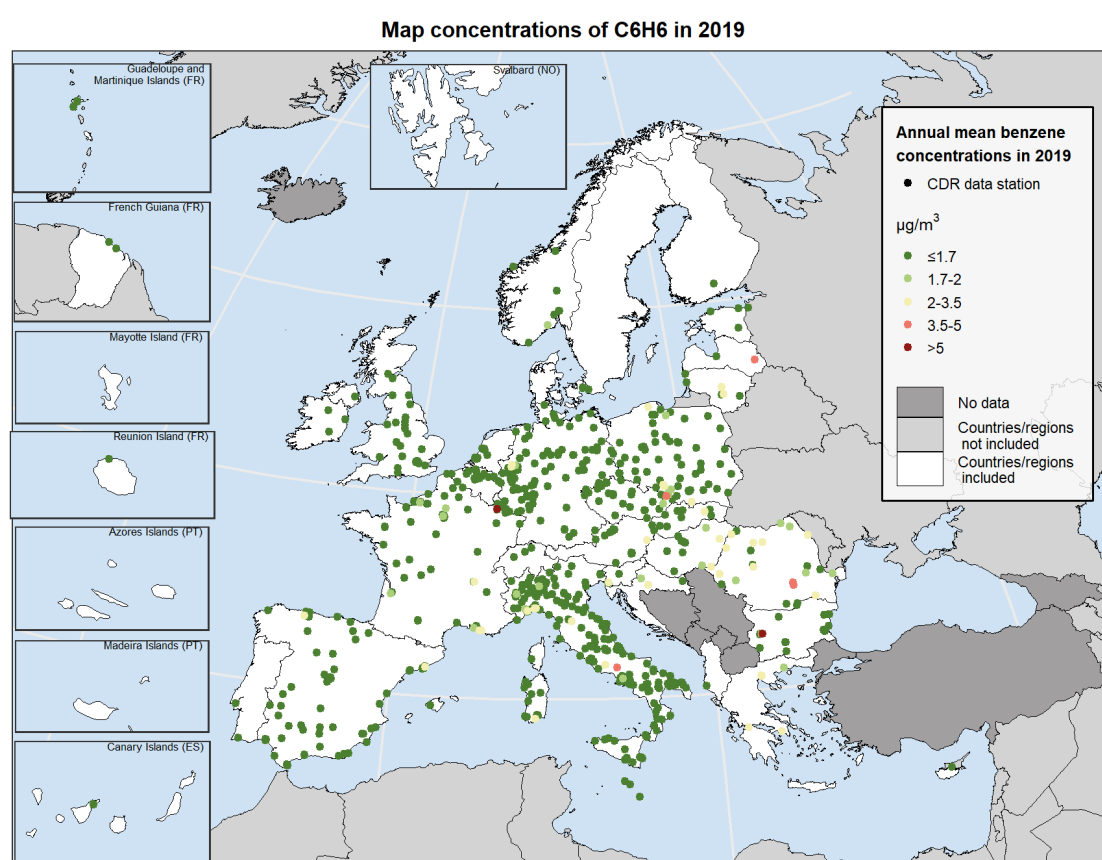 Map concentrations of C6H6 in 2019
Guadeloupe and
Martinique Islands (FR)
Svalbard (NO)
French Guiana (FR)
Mayotte Island (FR)
Reunion Island (FR)
Azores Islands (PT)
Madeira Islands (PT)
Canary Islands (ES)
Annual mean benzene
concentrations in 2019
CDR data station
µg/m³
≤1.7
1.7-2
2-3.5
3.5-5
>5
No data
Countries/regions
not included
Countries/regions
included